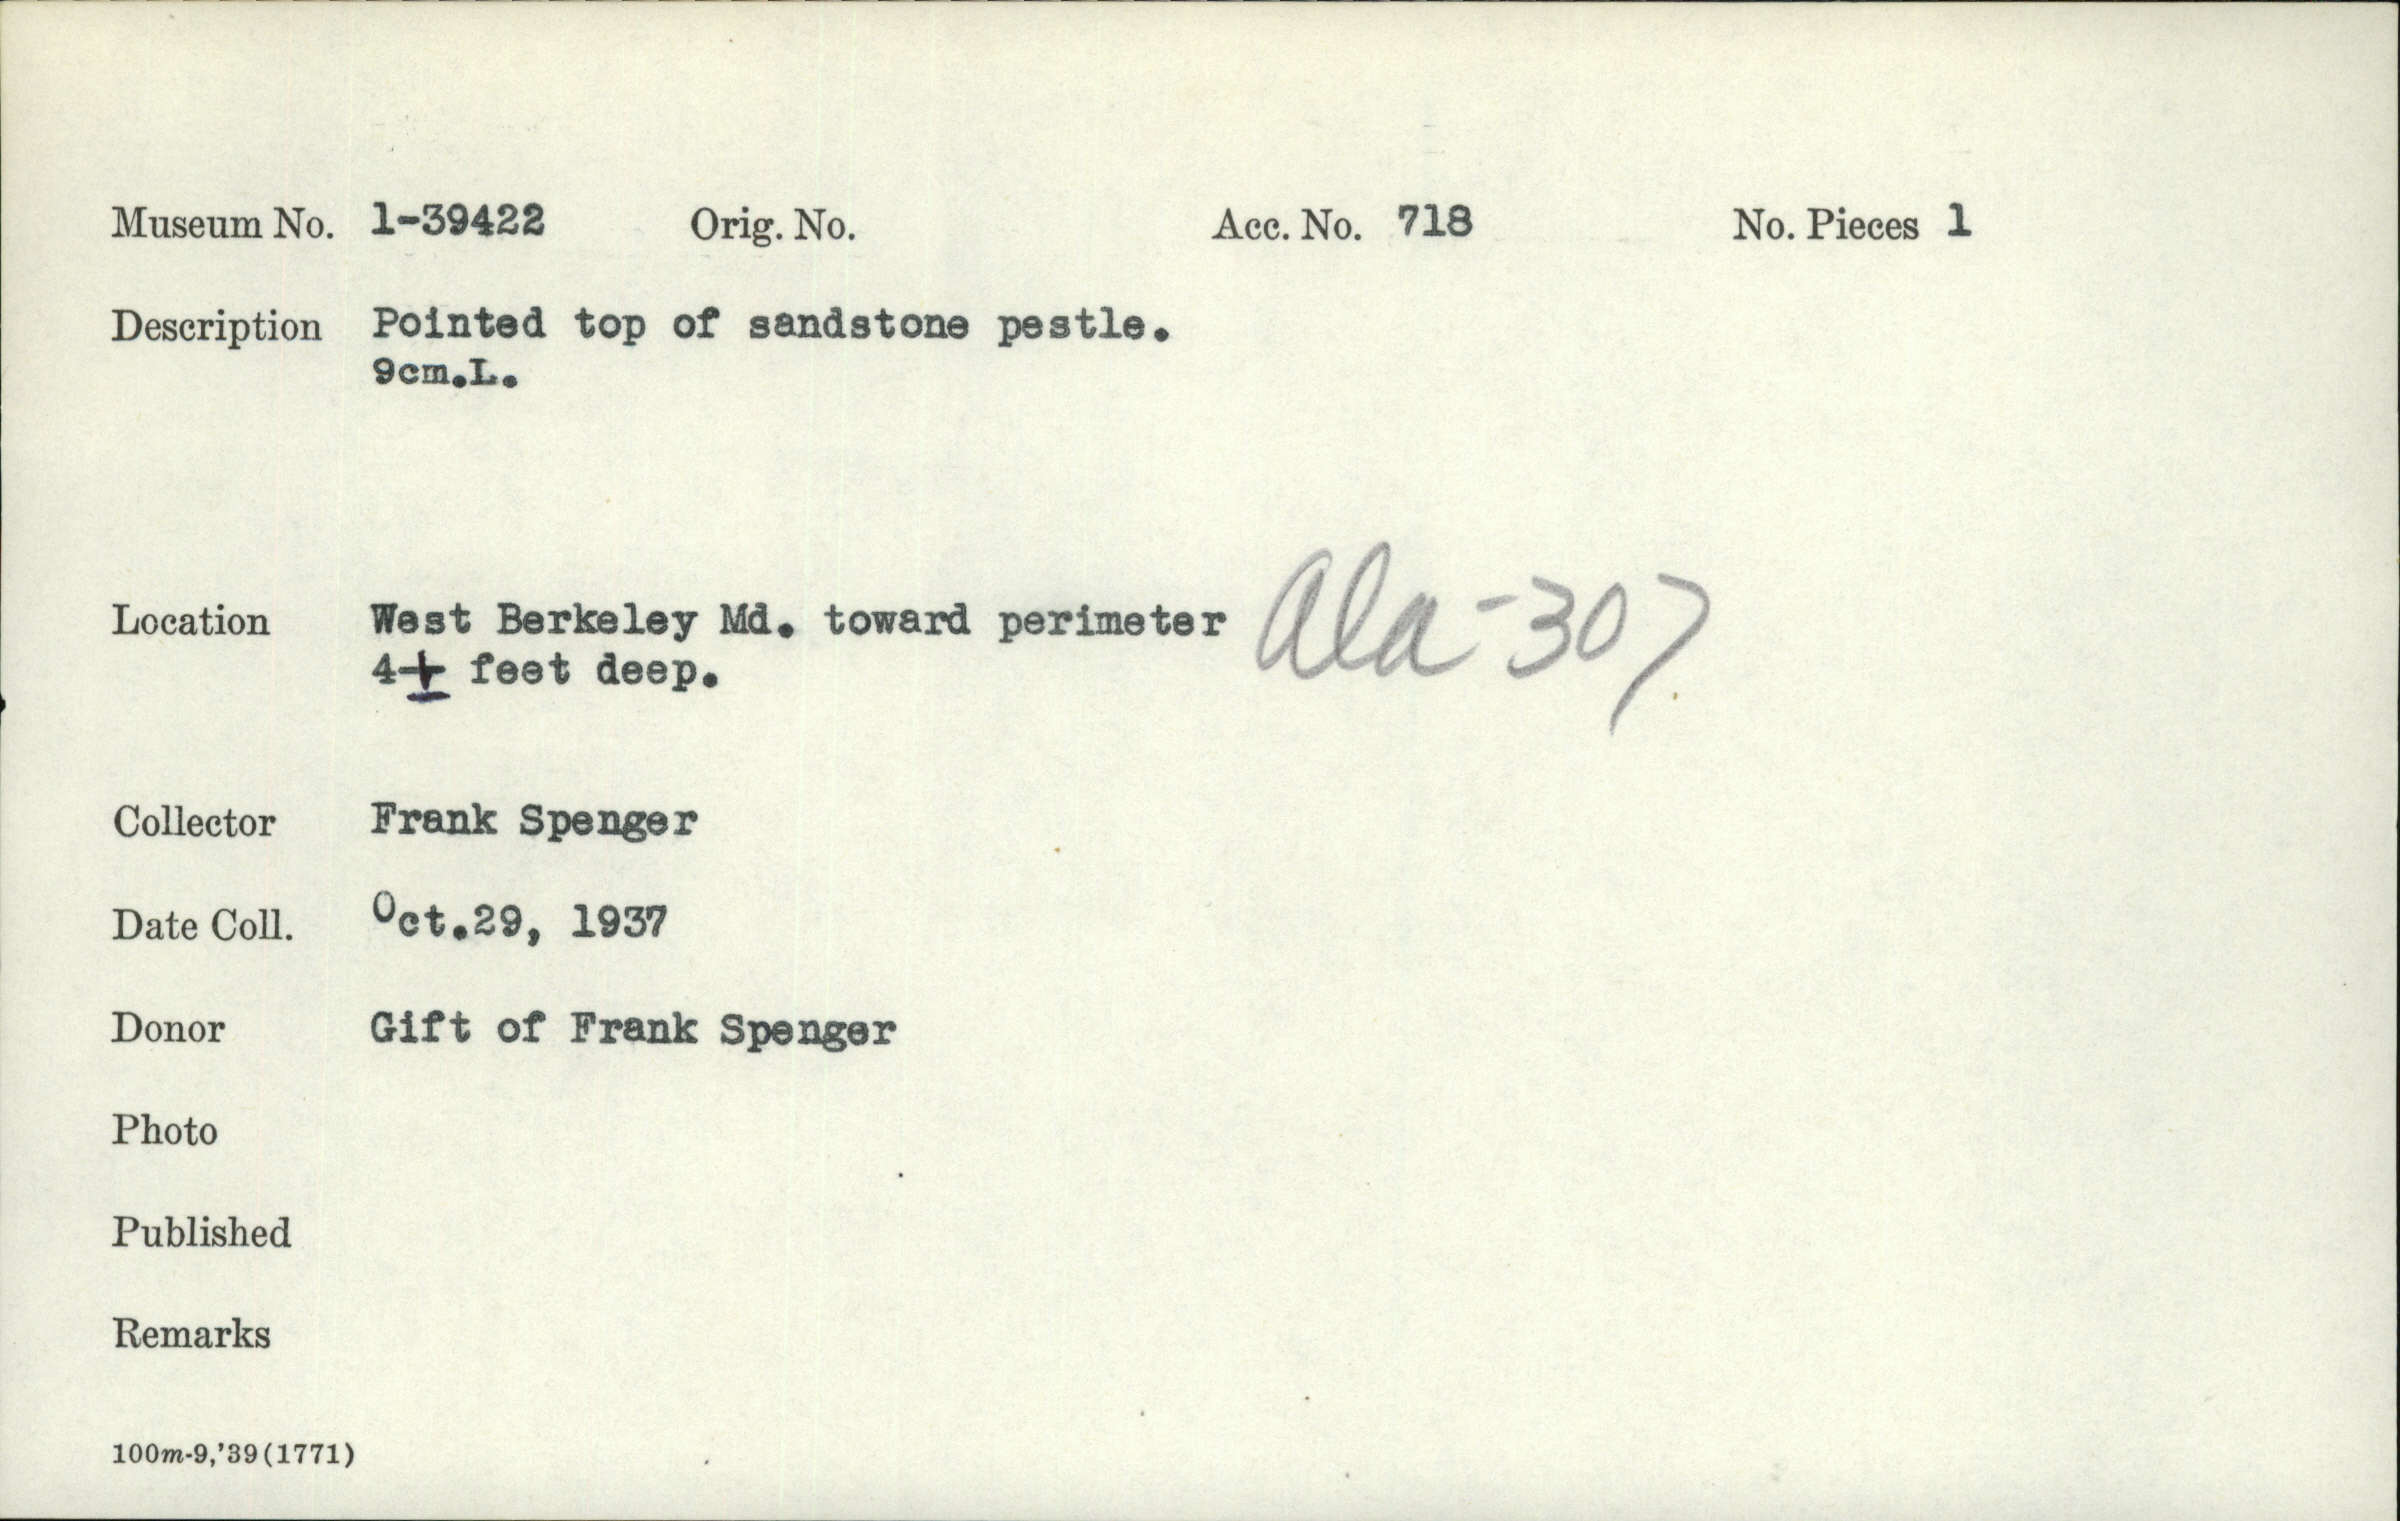 Museum No. 1-39422 Orig. No. Acc. No. 718 No. Pieces 1
Description Pointed top of sandstone pestle.
9cm.L.
Location West Berkeley Md. toward perimeter Ala-307
4± feet deep.
Collector Frank Spenger
Date Coll. Oct.29, 1937
Donor Gift of Frank Spenger
Photo
Published
Remarks
100m-9,'39(1771)